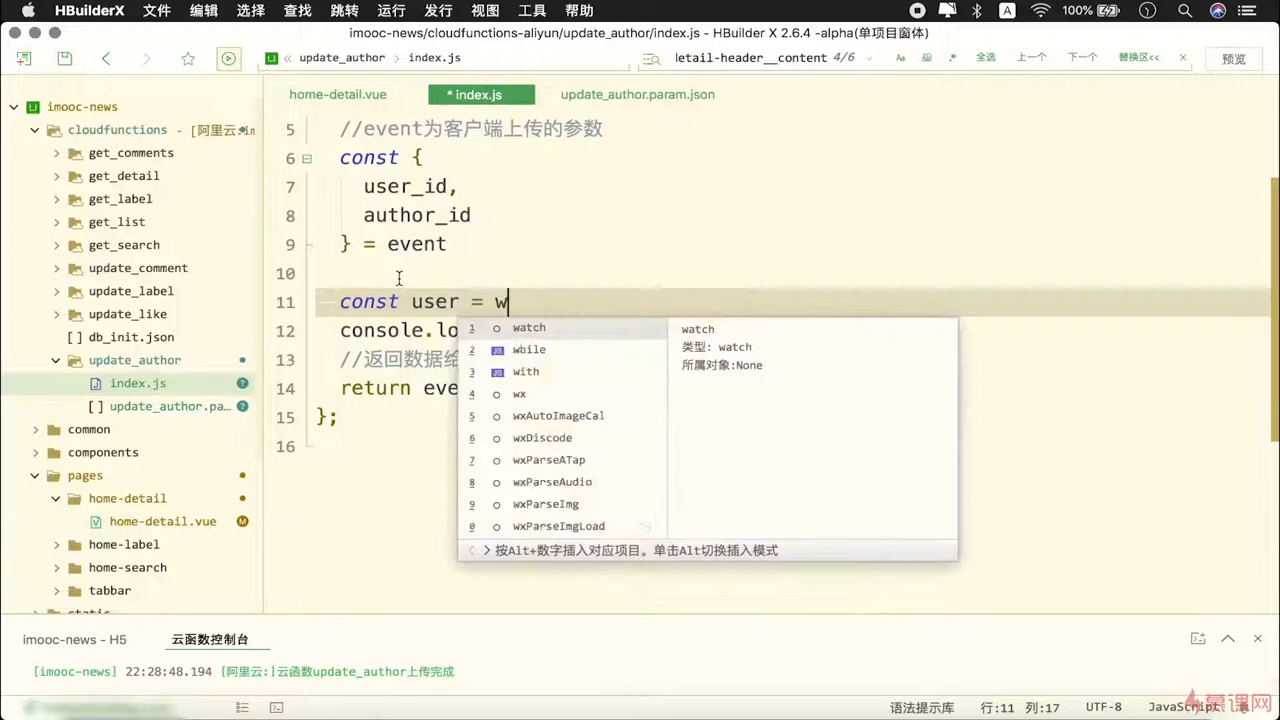 HBuilderX 文件 编辑 选择 查找 跳转 运行 发行 视图 工具 帮助 A 100%
imooc-news/cloudfunctions-aliyun/update_author/index.js - HBuilder X 2.6.4 -alpha(单项目窗体)
update_author index.js letail-header__content 4/6 Aa .* 全选 上一个 下一个 替换区<< 预览
home-detail.vue * index.js update_author.param.json
imooc-news
cloudfunctions - [阿里云:im
get_comments
get_detail
get_label
get_list
get_search
update_comment
update_label
update_like
[] db_init.json
update_author
index.js
[] update_author.pa...
common
components
pages
home-detail
home-detail.vue M
home-label
home-search
tabbar
static
5 //event为客户端上传的参数
6 const {
7 user_id,
8 author_id
9 } = event
10
11 const user = w
12 console.lo
13 //返回数据给
14 return eve
15 };
16
1 watch
2 while
3 with
4 wx
5 wxAutoImageCal
6 wxDiscode
7 wxParseATap
8 wxParseAudio
9 wxParseImg
0 wxParseImgLoad
watch
类型: watch
所属对象:None
按Alt+数字插入对应项目。单击Alt切换插入模式
imooc-news - H5 云函数控制台
[imooc-news] 22:28:48.194 [阿里云:]云函数update_author上传完成
语法提示库 行:11 列:17 UTF-8 JavaScript
慕课网